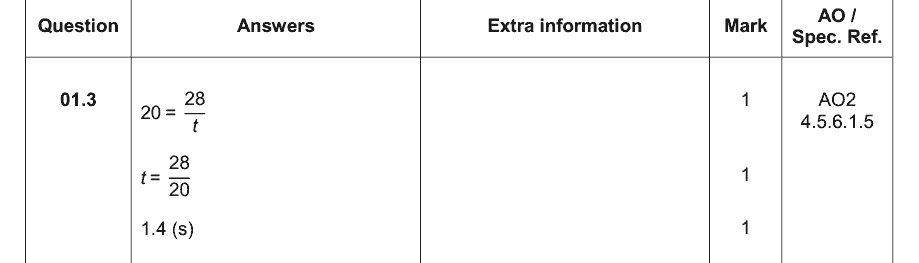 Question Answers Extra information Mark AO / Spec. Ref.
01.3 20 = 28/t 1 AO2
4.5.6.1.5
t = 28/20 1
1.4 (s) 1